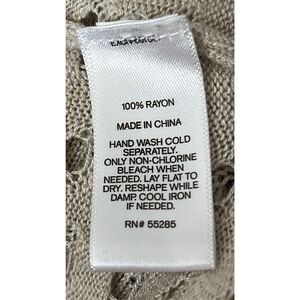 100% RAYON
MADE IN CHINA
HAND WASH COLD
SEPARATELY.
ONLY NON-CHLORINE
BLEACH WHEN
NEEDED. LAY FLAT TO
DRY. RESHAPE WHILE
DAMP. COOL IRON
IF NEEDED.
RN# 55285